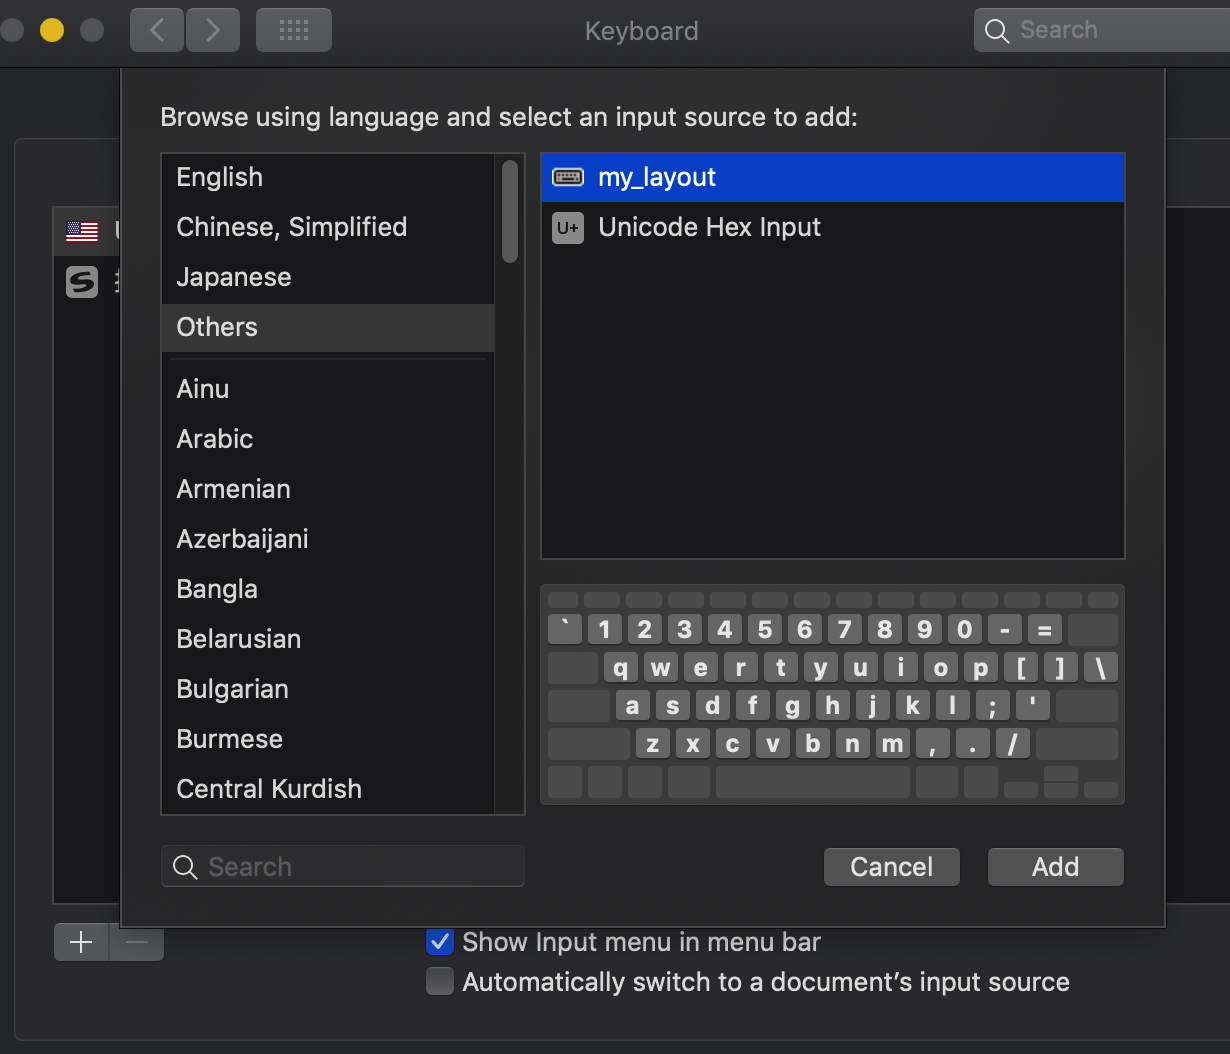 Keyboard
Search
Browse using language and select an input source to add:
English
Chinese, Simplified
Japanese
Others
Ainu
Arabic
Armenian
Azerbaijani
Bangla
Belarusian
Bulgarian
Burmese
Central Kurdish
my_layout
U+ Unicode Hex Input
` 1 2 3 4 5 6 7 8 9 0 - =
q w e r t y u i o p [ ] \
a s d f g h j k l ; '
z x c v b n m , . /
Search
Cancel
Add
Show Input menu in menu bar
Automatically switch to a document’s input source